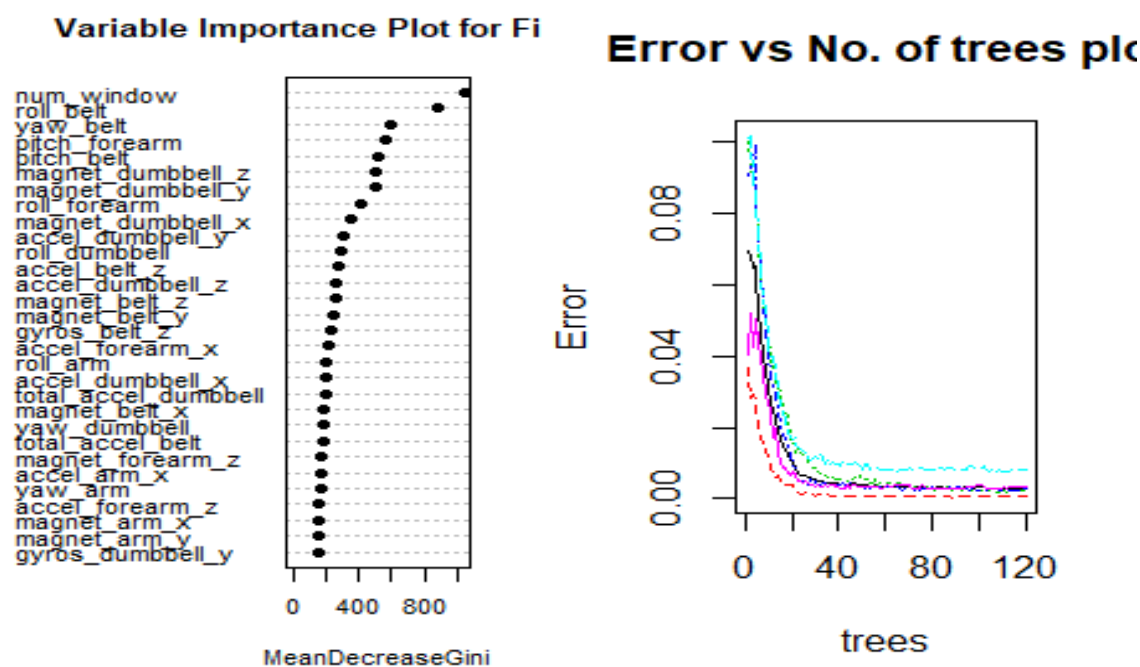 Variable Importance Plot for Fi
num_window
roll_belt
yaw_belt
pitch_forearm
pitch_belt
magnet_dumbbell_z
magnet_dumbbell_y
roll_forearm
magnet_dumbbell_x
accel_dumbbell_y
roll_dumbbell
accel_belt_z
accel_dumbbell_z
magnet_belt_z
magnet_belt_y
gyros_belt_z
accel_forearm_x
roll_arm
accel_dumbbell_x
total_accel_dumbbell
magnet_belt_x
yaw_dumbbell
total_accel_belt
magnet_forearm_z
accel_arm_x
yaw_arm
accel_forearm_z
magnet_arm_x
magnet_arm_y
gyros_dumbbell_y
0 400 800
MeanDecreaseGini
Error vs No. of trees plo
Error
0.08
0.04
0.00
0 40 80 120
trees